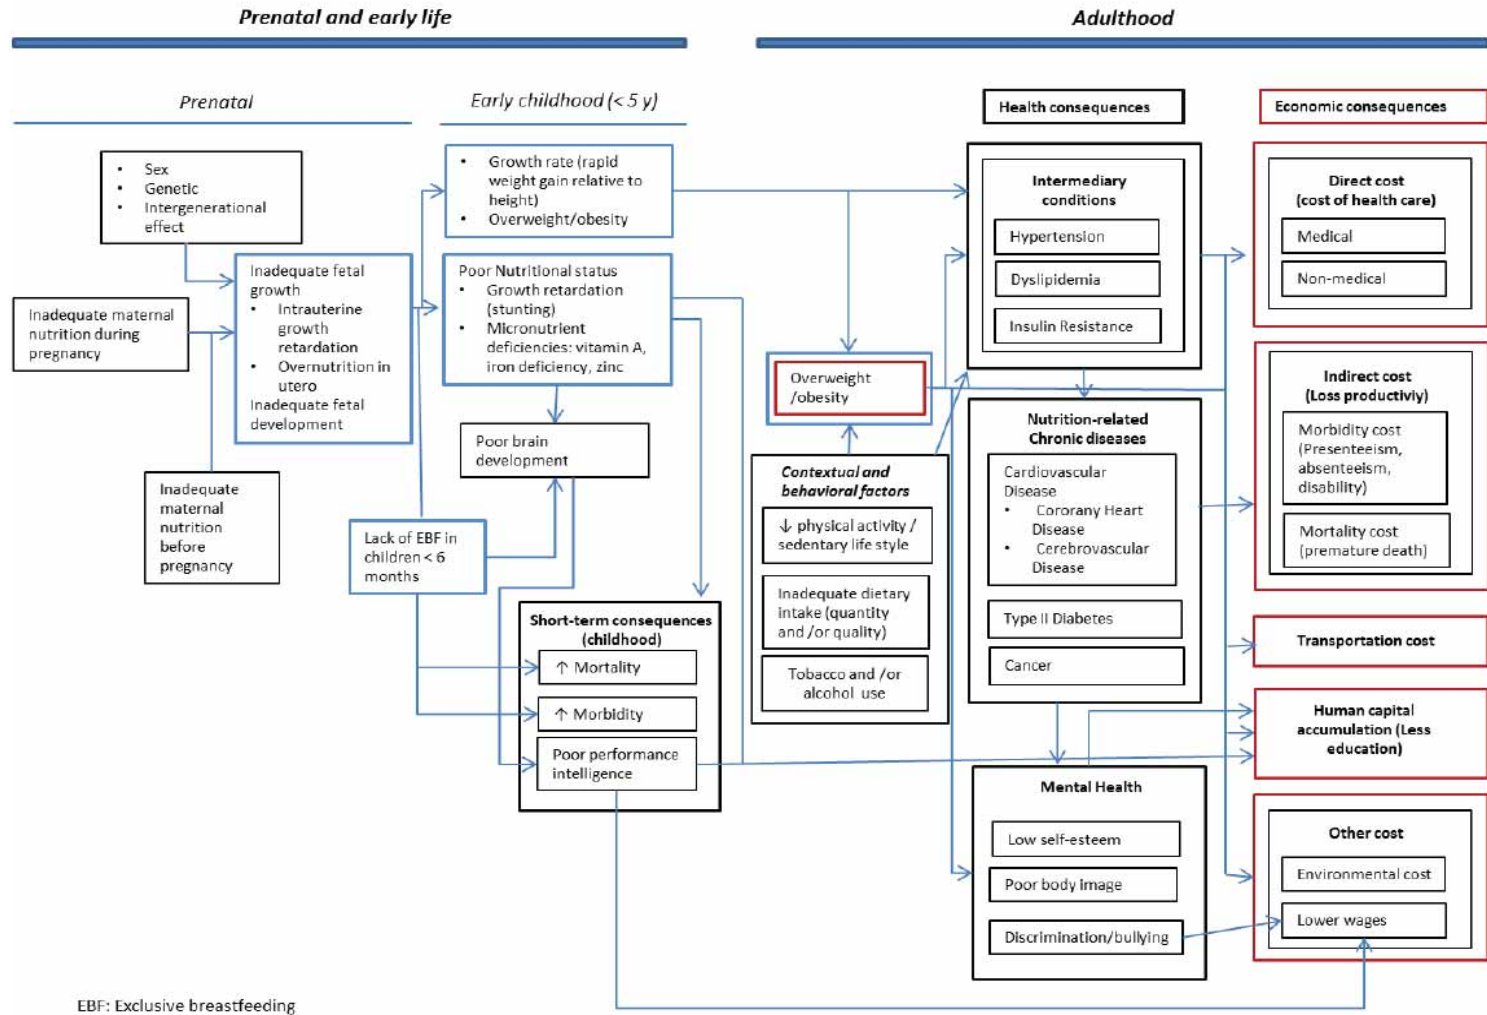 Prenatal and early life
Adulthood
Prenatal
Early childhood (< 5 y)
Health consequences
Economic consequences
• Sex
• Genetic
• Intergenerational
effect
Inadequate maternal
nutrition during
pregnancy
Inadequate
maternal
nutrition
before
pregnancy
Inadequate fetal
growth
• Intrauterine
growth
retardation
• Overnutrition in
utero
Inadequate fetal
development
• Growth rate (rapid
weight gain relative to
height)
• Overweight/obesity
Poor Nutritional status
• Growth retardation
(stunting)
• Micronutrient
deficiencies: vitamin A,
iron deficiency, zinc
Poor brain
development
Lack of EBF in
children < 6
months
Short-term consequences
(childhood)
↑ Mortality
↑ Morbidity
Poor performance
intelligence
Overweight
/obesity
Contextual and
behavioral factors
↓ physical activity /
sedentary life style
Inadequate dietary
intake (quantity
and /or quality)
Tobacco and /or
alcohol use
Intermediary
conditions
Hypertension
Dyslipidemia
Insulin Resistance
Nutrition-related
Chronic diseases
Cardiovascular
Disease
• Cororany Heart
Disease
• Cerebrovascular
Disease
Type II Diabetes
Cancer
Mental Health
Low self-esteem
Poor body image
Discrimination/bullying
Direct cost
(cost of health care)
Medical
Non-medical
Indirect cost
(Loss productiviy)
Morbidity cost
(Presenteeism,
absenteeism,
disability)
Mortality cost
(premature death)
Transportation cost
Human capital
accumulation (Less
education)
Other cost
Environmental cost
Lower wages
EBF: Exclusive breastfeeding